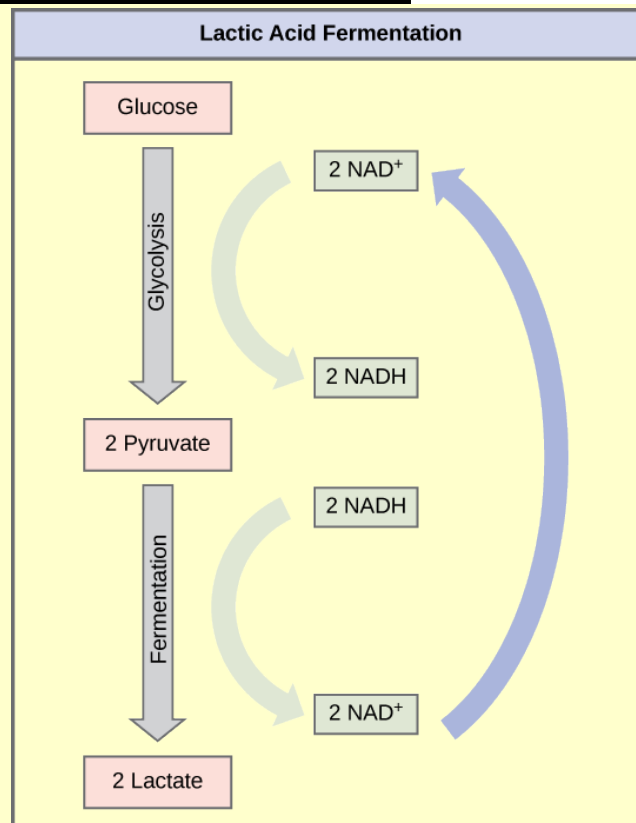 Lactic Acid Fermentation
Glucose
2 NAD⁺
Glycolysis
2 NADH
2 Pyruvate
2 NADH
Fermentation
2 NAD⁺
2 Lactate